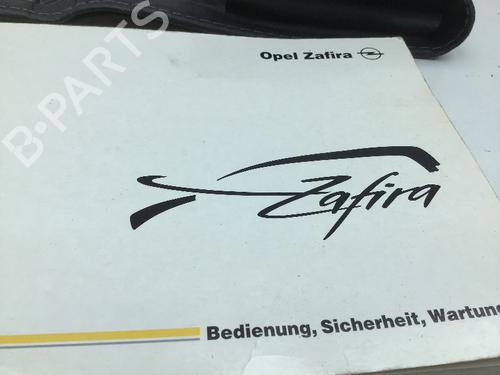 B-PARTS
Opel Zafira
Zafira
Bedienung, Sicherheit, Wartung